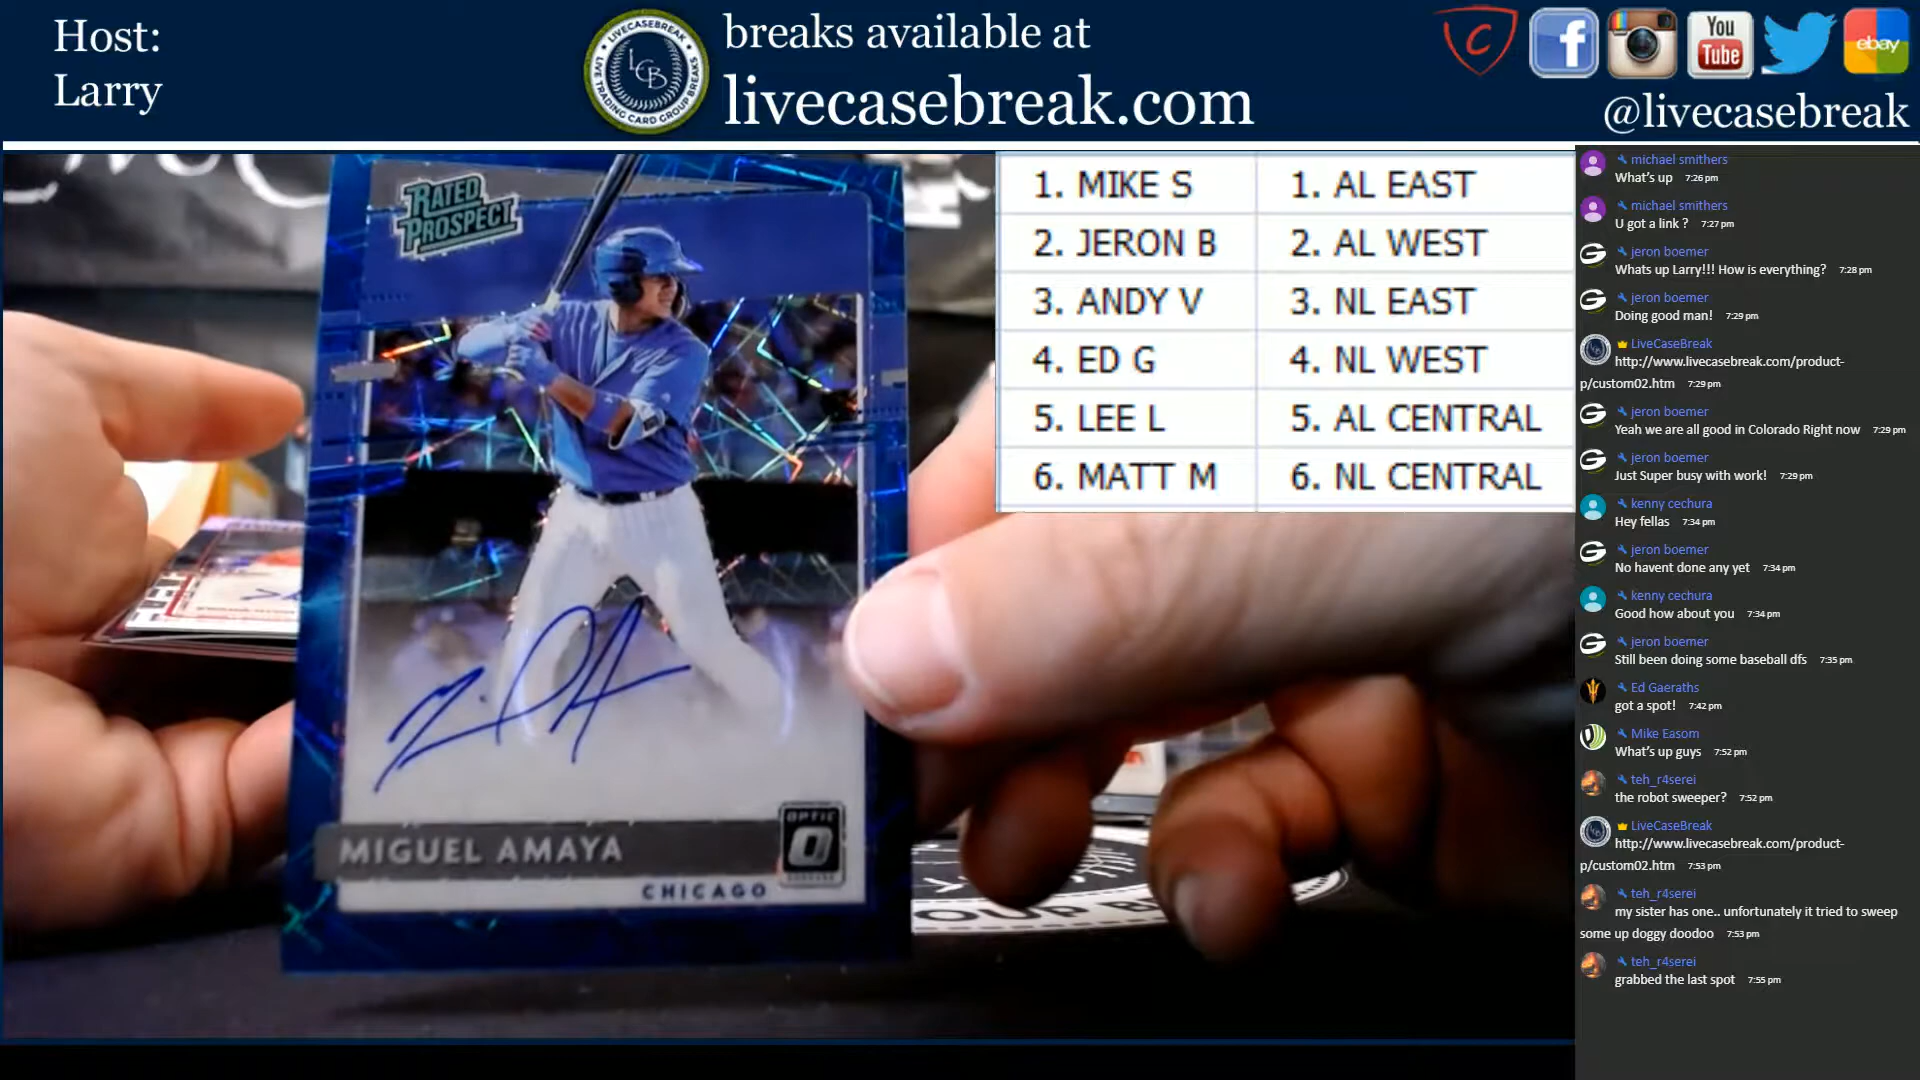 Host:
Larry
LIVECASEBREAK
LCB
LIVE TRADING CARD GROUP BREAKS
breaks available at
livecasebreak.com
C
f
You
Tube
ebay
@livecasebreak
RATED
PROSPECT
MIGUEL AMAYA
OPTIC
CHICAGO
1. MIKE S 1. AL EAST
2. JERON B 2. AL WEST
3. ANDY V 3. NL EAST
4. ED G 4. NL WEST
5. LEE L 5. AL CENTRAL
6. MATT M 6. NL CENTRAL
michael smithers
What's up 7:26 pm
michael smithers
U got a link ? 7:27 pm
jeron boemer
Whats up Larry!!! How is everything? 7:28 pm
jeron boemer
Doing good man! 7:29 pm
LiveCaseBreak
http://www.livecasebreak.com/product-
p/custom02.htm 7:29 pm
jeron boemer
Yeah we are all good in Colorado Right now 7:29 pm
jeron boemer
Just Super busy with work! 7:29 pm
kenny cechura
Hey fellas 7:34 pm
jeron boemer
No havent done any yet 7:34 pm
kenny cechura
Good how about you 7:34 pm
jeron boemer
Still been doing some baseball dfs 7:35 pm
Ed Gaeraths
got a spot! 7:42 pm
Mike Easom
What's up guys 7:52 pm
teh_r4serei
the robot sweeper? 7:52 pm
LiveCaseBreak
http://www.livecasebreak.com/product-
p/custom02.htm 7:53 pm
teh_r4serei
my sister has one.. unfortunately it tried to sweep
some up doggy doodoo 7:53 pm
teh_r4serei
grabbed the last spot 7:55 pm